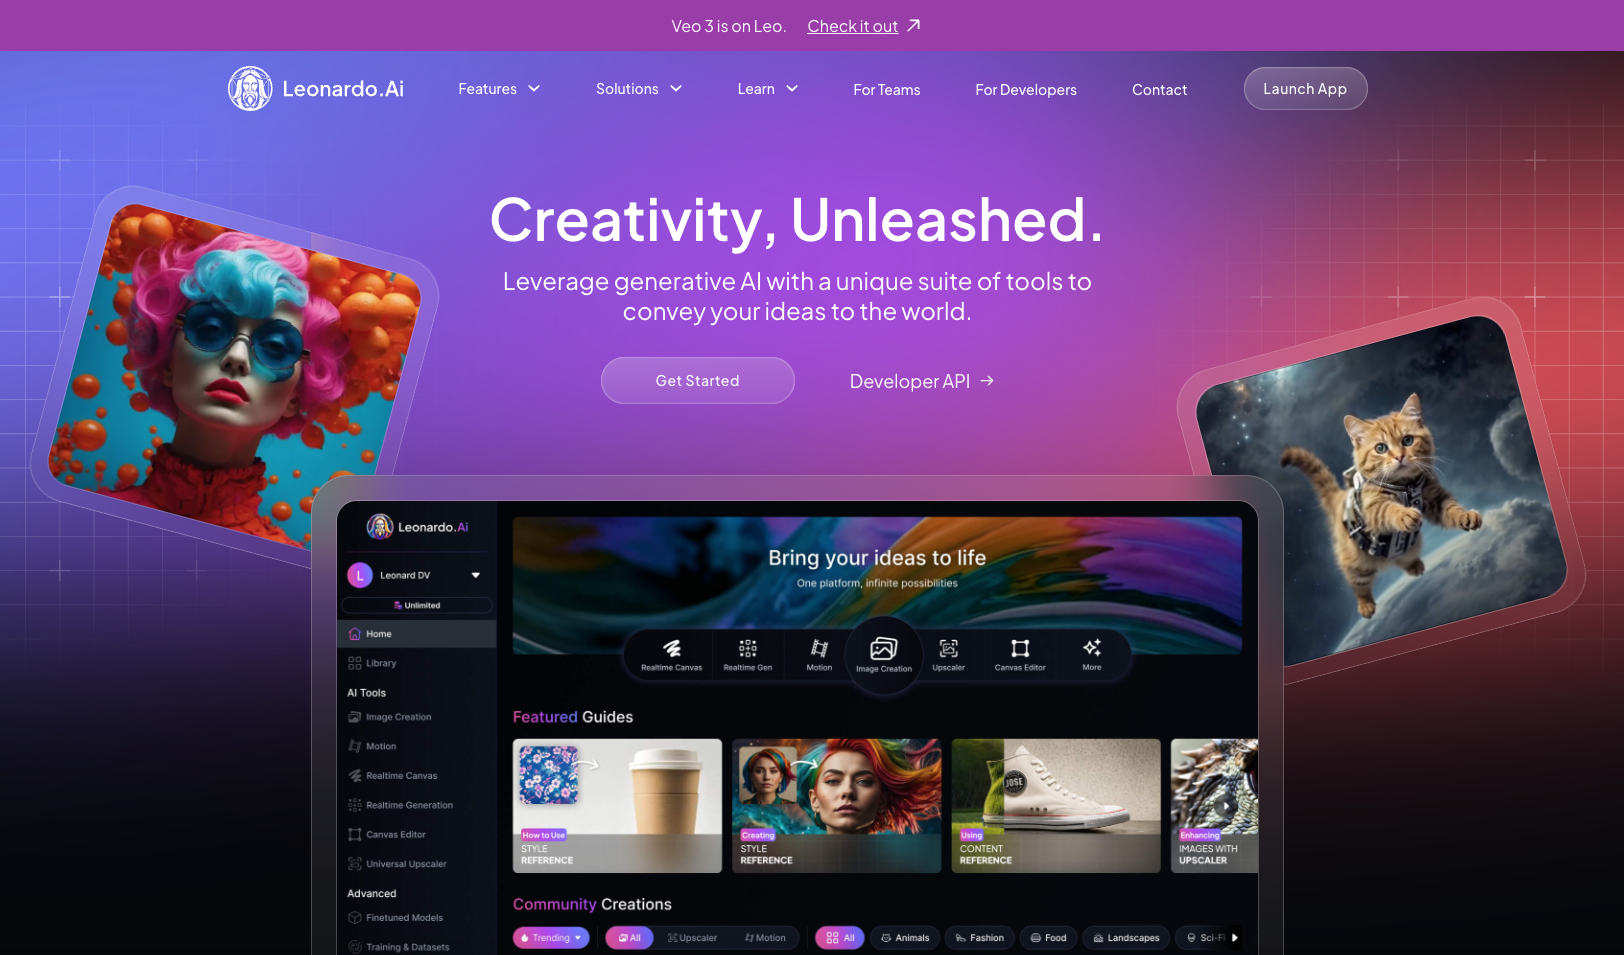 Veo 3 is on Leo. Check it out
Leonardo.Ai Features Solutions Learn For Teams For Developers Contact Launch App
Creativity, Unleashed.
Leverage generative AI with a unique suite of tools to
convey your ideas to the world.
Get Started Developer API
Leonardo.Ai
L Leonard DV
Unlimited
Home
Library
AI Tools
Image Creation
Motion
Realtime Canvas
Realtime Generation
Canvas Editor
Universal Upscaler
Advanced
Finetuned Models
Training & Datasets
Bring your ideas to life
One platform, infinite possibilities
Realtime Canvas Realtime Gen Motion Image Creation Upscaler Canvas Editor More
Featured Guides
How to Use
STYLE
REFERENCE
Creating
STYLE
REFERENCE
JOSE
Using
CONTENT
REFERENCE
Enhancing
IMAGES WITH
UPSCALER
Community Creations
Trending All Upscaler Motion All Animals Fashion Food Landscapes Sci-Fi